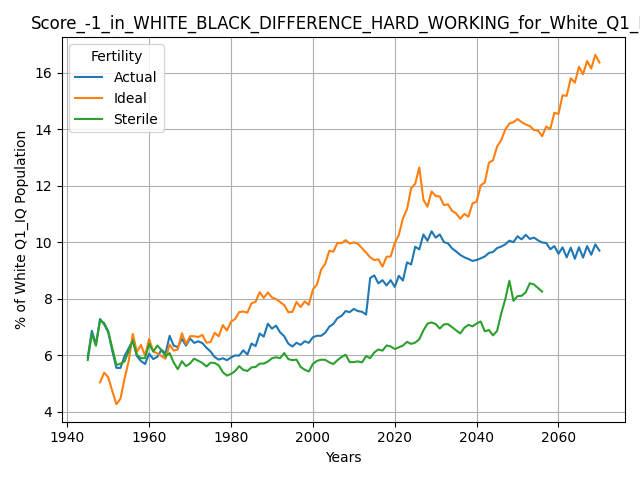 Score_-1_in_WHITE_BLACK_DIFFERENCE_HARD_WORKING_for_White_Q1_
Fertility
Actual
Ideal
Sterile
% of White Q1_IQ Population
16
14
12
10
8
6
4
1940
1960
1980
2000
2020
2040
2060
Years